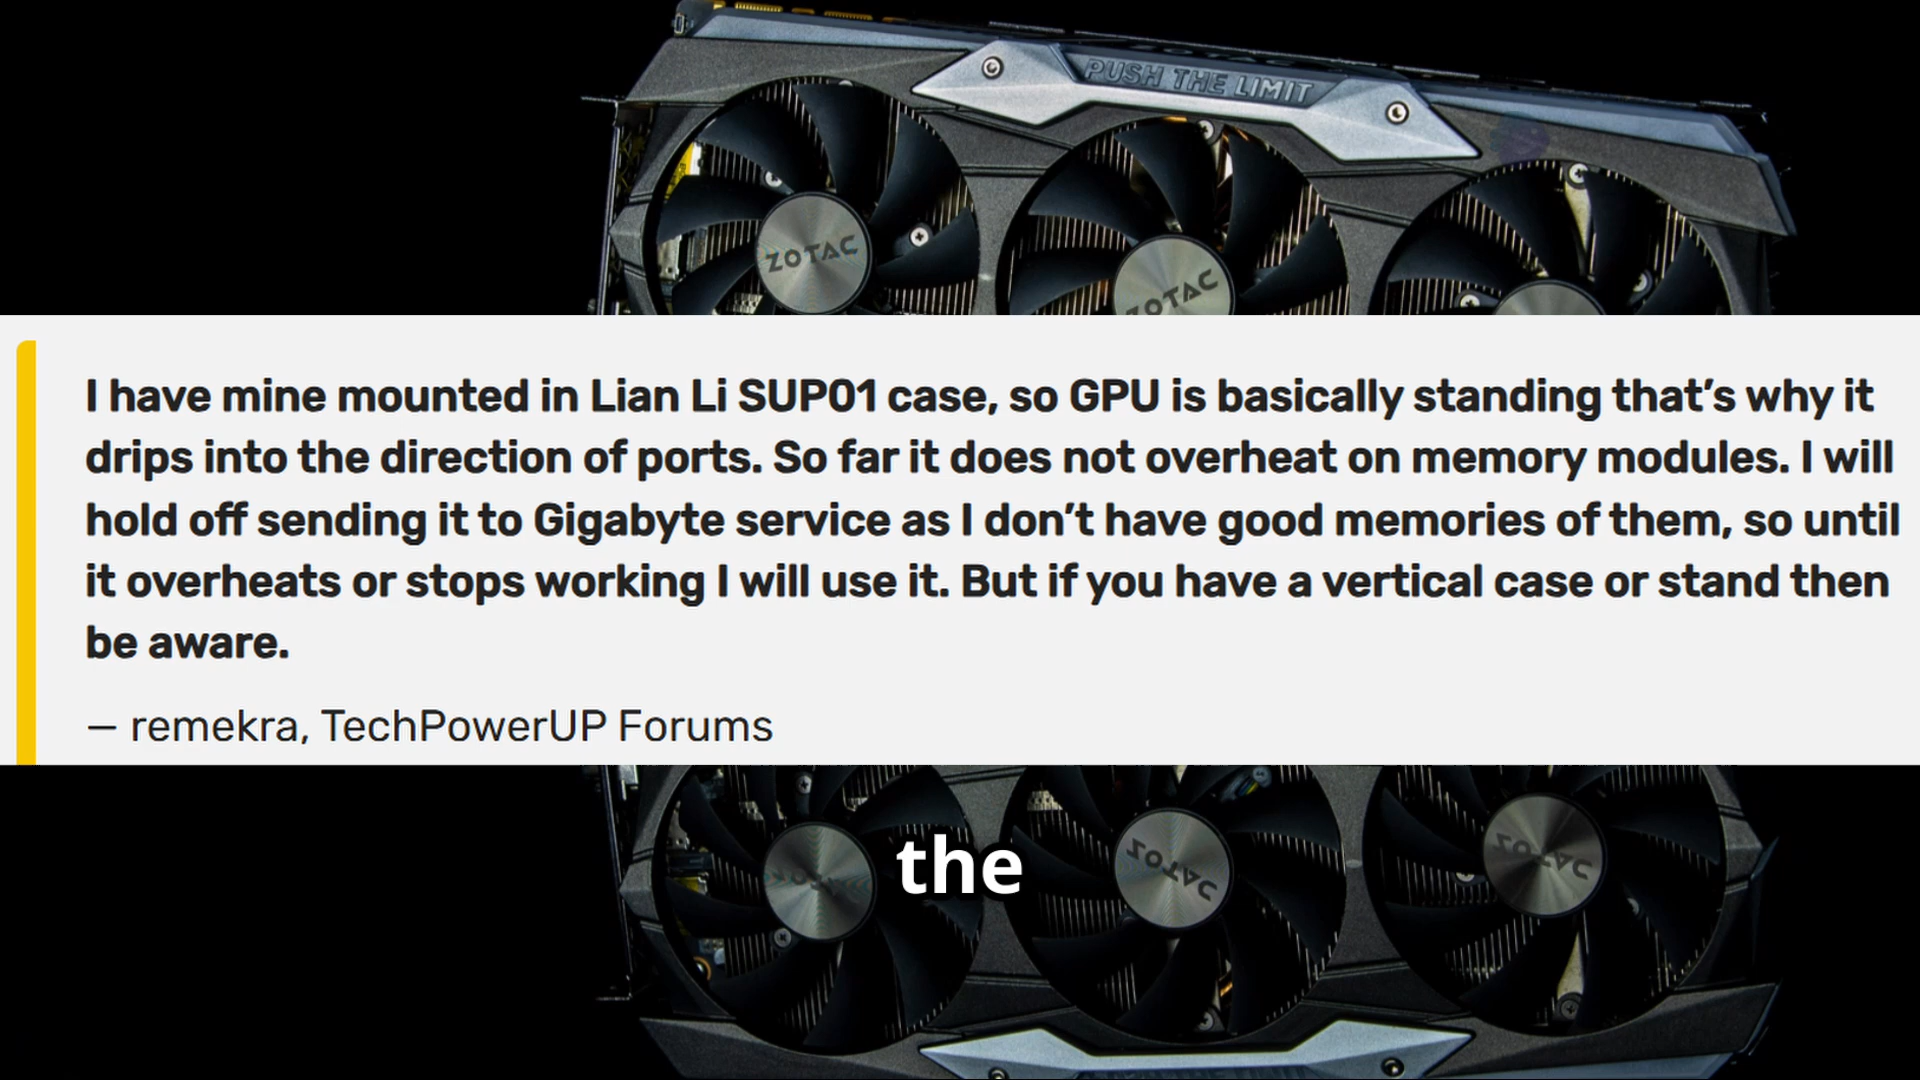 PUSH THE LIMIT
ZOTAC
ZOTAC
I have mine mounted in Lian Li SUP01 case, so GPU is basically standing that’s why it
drips into the direction of ports. So far it does not overheat on memory modules. I will
hold off sending it to Gigabyte service as I don’t have good memories of them, so until
it overheats or stops working I will use it. But if you have a vertical case or stand then
be aware.
— remekra, TechPowerUP Forums
the
ZOTAC
ZOTAC
ZOTAC